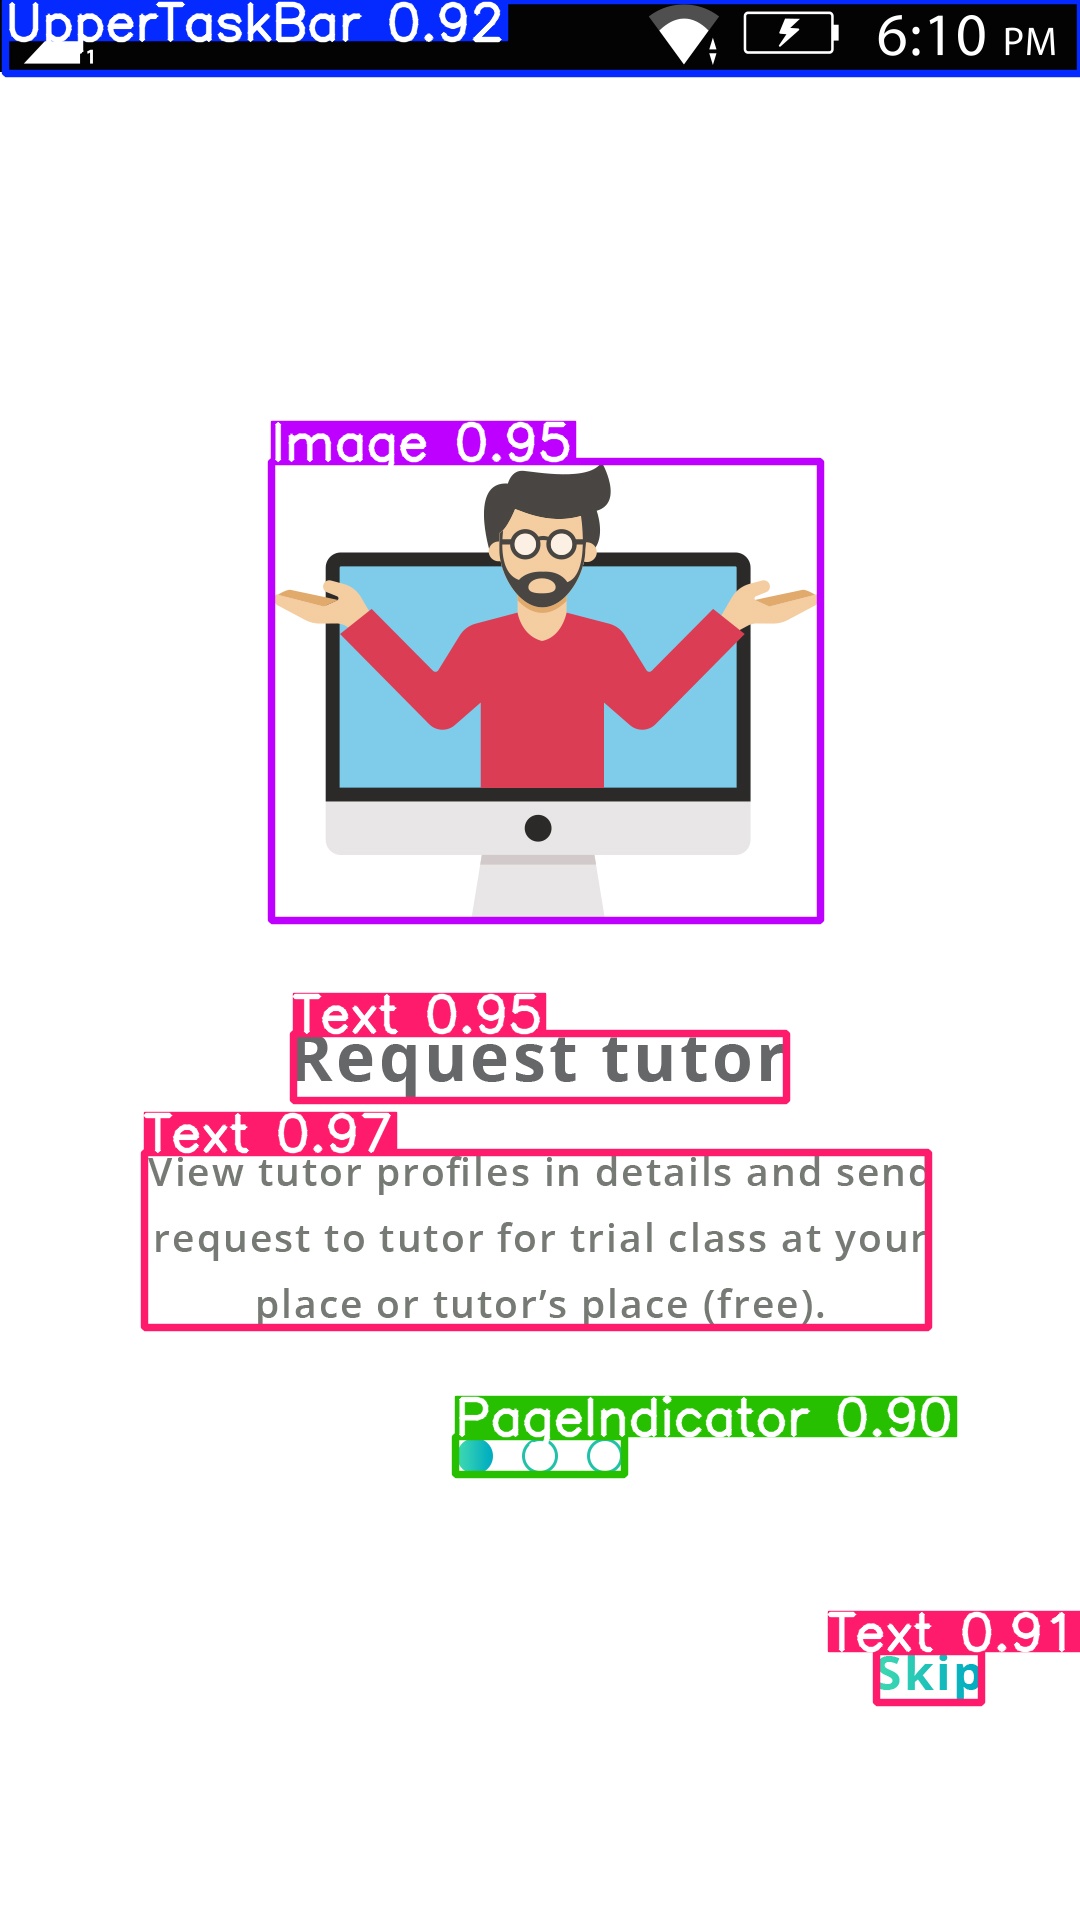 UpperTaskBar 0.92
1
6:10 PM
Image 0.95
Text 0.95
Request tutor
Text 0.97
View tutor profiles in details and send
request to tutor for trial class at your
place or tutor’s place (free).
PageIndicator 0.90
Text 0.91
Skip